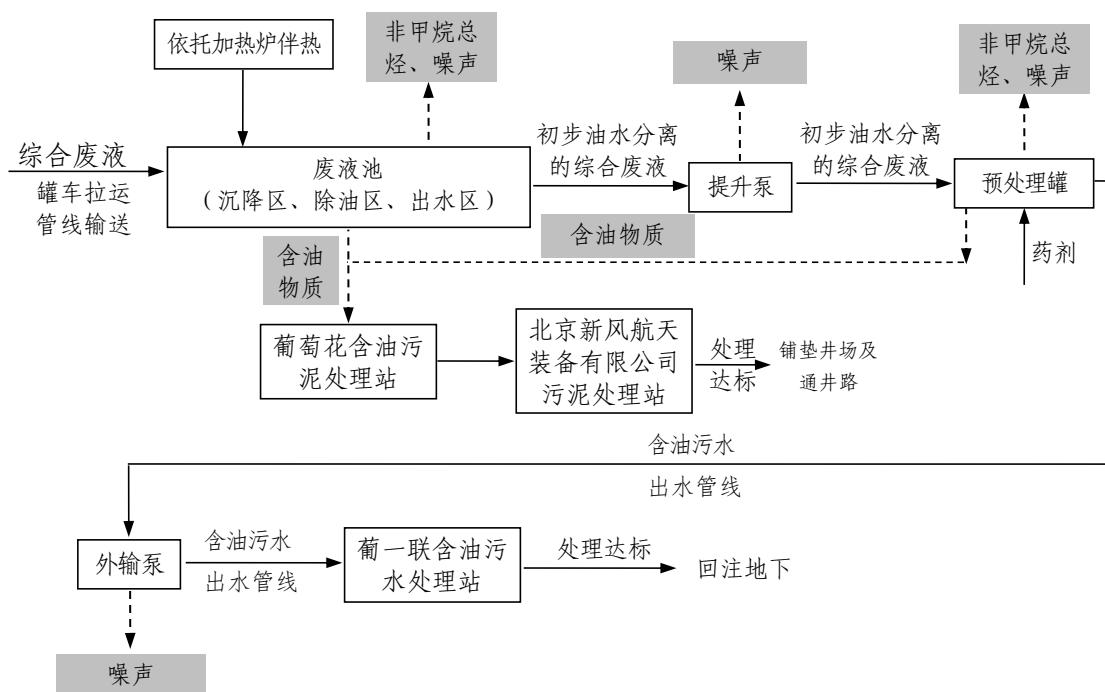 依托加热炉伴热
非甲烷总
烃、噪声
噪声
非甲烷总
烃、噪声
综合废液
罐车拉运
管线输送
废液池
（沉降区、除油区、出水区）
初步油水分离
的综合废液
提升泵
初步油水分离
的综合废液
预处理罐
含油
物质
含油物质
药剂
葡萄花含油污
泥处理站
北京新风航天
装备有限公司
污泥处理站
处理
达标
铺垫井场及
通井路
含油污水
出水管线
外输泵
含油污水
出水管线
葡一联含油污
水处理站
处理达标
回注地下
噪声